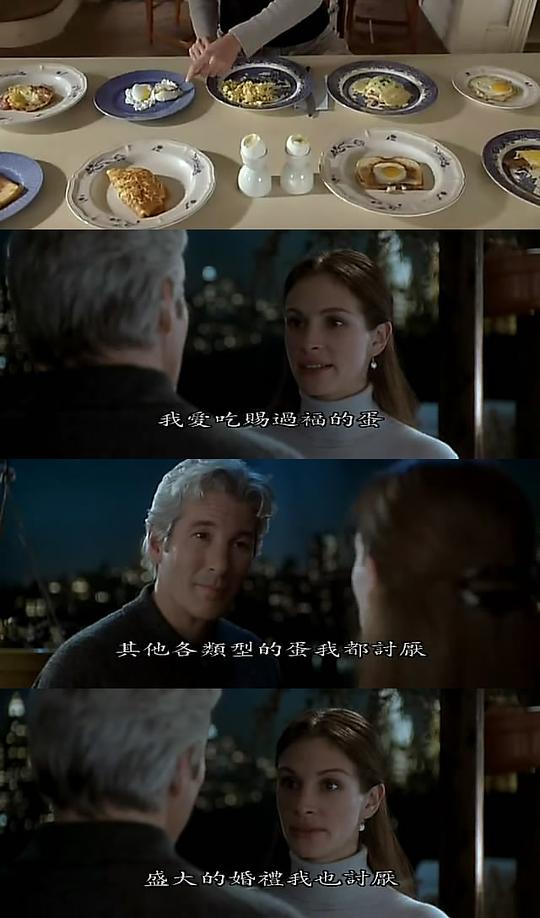 我愛吃賜過福的蛋
其他各類型的蛋我都討厭
盛大的婚禮我也討厭